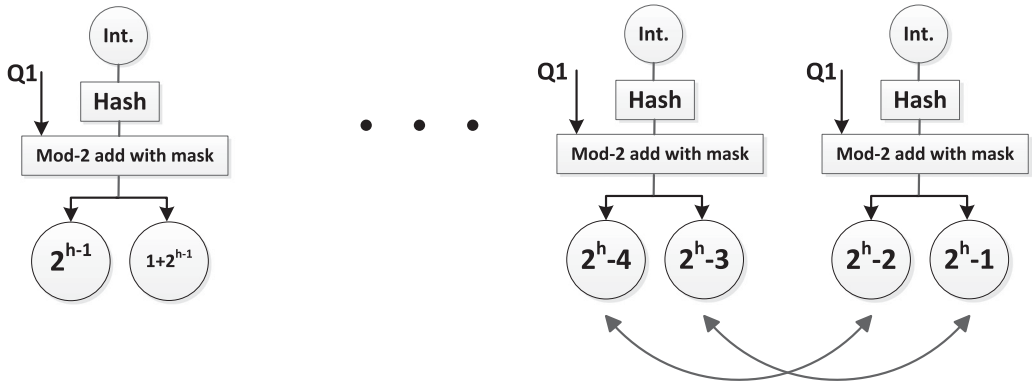 Int. Int. Int.
Q1 Q1 Q1
Hash Hash Hash
Mod-2 add with mask Mod-2 add with mask Mod-2 add with mask
2^{h-1} 1+2^{h-1} 2^h-4 2^h-3 2^h-2 2^h-1